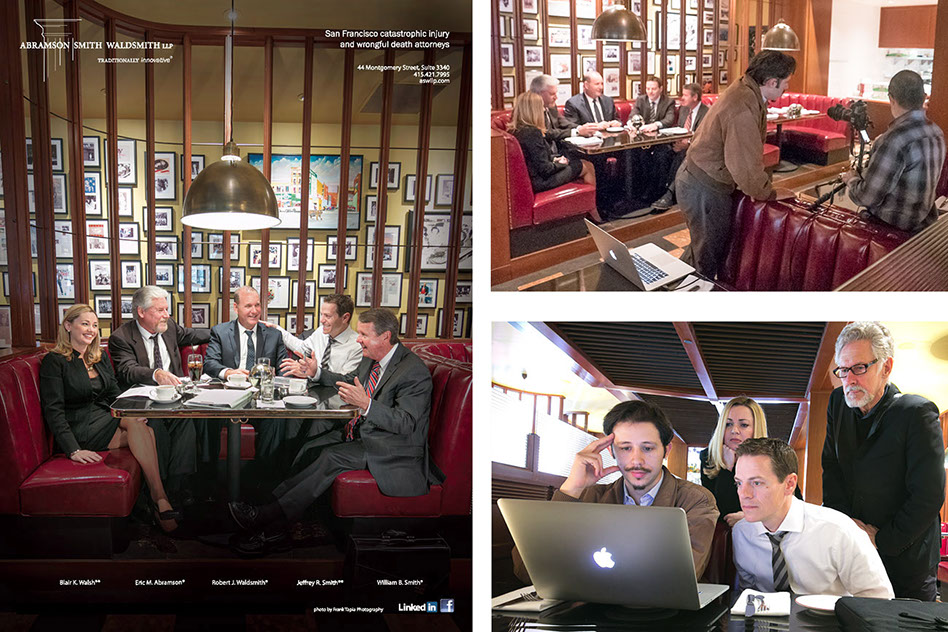 ABRAMSON | SMITH | WALDSMITH LLP
TRADITIONALLY innovative®
San Francisco catastrophic injury
and wrongful death attorneys
44 Montgomery Street, Suite 3340
415.421.7995
aswllp.com
Blair K. Walsh** Eric M. Abramson* Robert J. Waldsmith* Jeffrey R. Smith** William B. Smith*
photo by Frank Tapia Photography
Linked in f